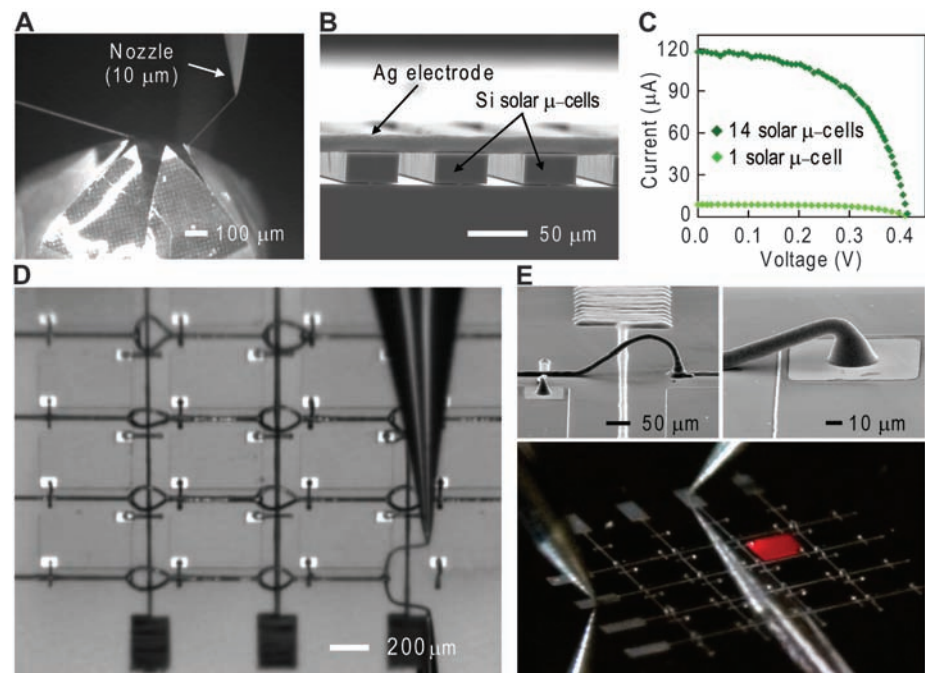 A
Nozzle
(10 μm)
100 μm
B
Ag electrode
Si solar μ-cells
50 μm
C
Current (μA)
120
90
60
30
0
14 solar μ-cells
1 solar μ-cell
0.0 0.1 0.2 0.3 0.4
Voltage (V)
D
200 μm
E
50 μm
10 μm